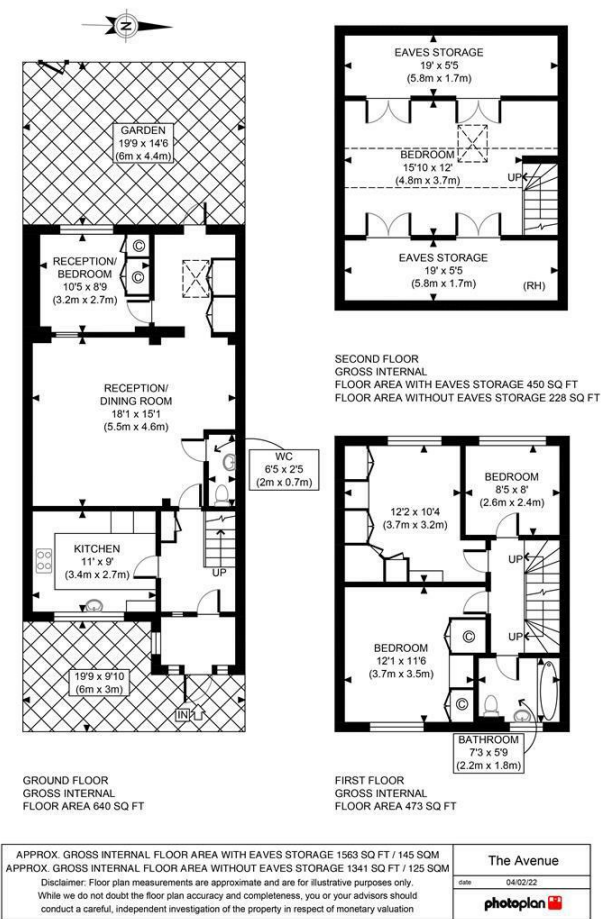 N
GARDEN
19'9 x 14'6
(6m x 4.4m)
RECEPTION/
BEDROOM
10'5 x 8'9
(3.2m x 2.7m)
C
C
RECEPTION/
DINING ROOM
18'1 x 15'1
(5.5m x 4.6m)
WC
6'5 x 2'5
(2m x 0.7m)
KITCHEN
11' x 9'
(3.4m x 2.7m)
UP
19'9 x 9'10
(6m x 3m)
IN
GROUND FLOOR
GROSS INTERNAL
FLOOR AREA 640 SQ FT
EAVES STORAGE
19' x 5'5
(5.8m x 1.7m)
BEDROOM
15'10 x 12'
(4.8m x 3.7m)
UP
EAVES STORAGE
19' x 5'5
(5.8m x 1.7m)
(RH)
SECOND FLOOR
GROSS INTERNAL
FLOOR AREA WITH EAVES STORAGE 450 SQ FT
FLOOR AREA WITHOUT EAVES STORAGE 228 SQ FT
12'2 x 10'4
(3.7m x 3.2m)
BEDROOM
8'5 x 8'
(2.6m x 2.4m)
UP
UP
BEDROOM
12'1 x 11'6
(3.7m x 3.5m)
C
C
BATHROOM
7'3 x 5'9
(2.2m x 1.8m)
FIRST FLOOR
GROSS INTERNAL
FLOOR AREA 473 SQ FT
APPROX. GROSS INTERNAL FLOOR AREA WITH EAVES STORAGE 1563 SQ FT / 145 SQM
APPROX. GROSS INTERNAL FLOOR AREA WITHOUT EAVES STORAGE 1341 SQ FT / 125 SQM
Disclaimer: Floor plan measurements are approximate and are for illustrative purposes only.
While we do not doubt the floor plan accuracy and completeness, you or your advisors should
conduct a careful, independent investigation of the property in respect of monetary valuation
The Avenue
date 04/02/22
photoplan